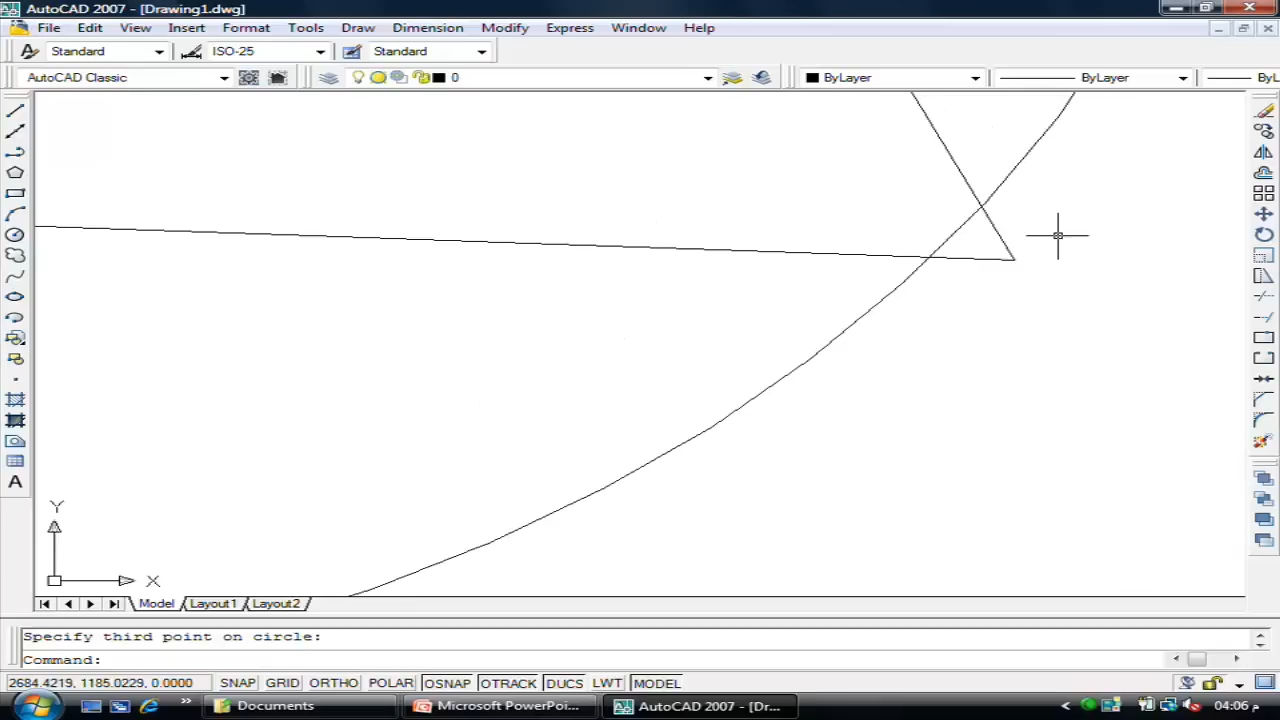 AutoCAD 2007 - [Drawing1.dwg]
File Edit View Insert Format Tools Draw Dimension Modify Express Window Help
Standard ISO-25 Standard
AutoCAD Classic 0 ByLayer ByLayer ByL
Y
X
Model Layout1 Layout2
Specify third point on circle:
Command:
2684.4219, 1185.0229, 0.0000 SNAP GRID ORTHO POLAR OSNAP OTRACK DUCS LWT MODEL
Documents Microsoft PowerPoi... AutoCAD 2007 - [Dr... 04:06 م